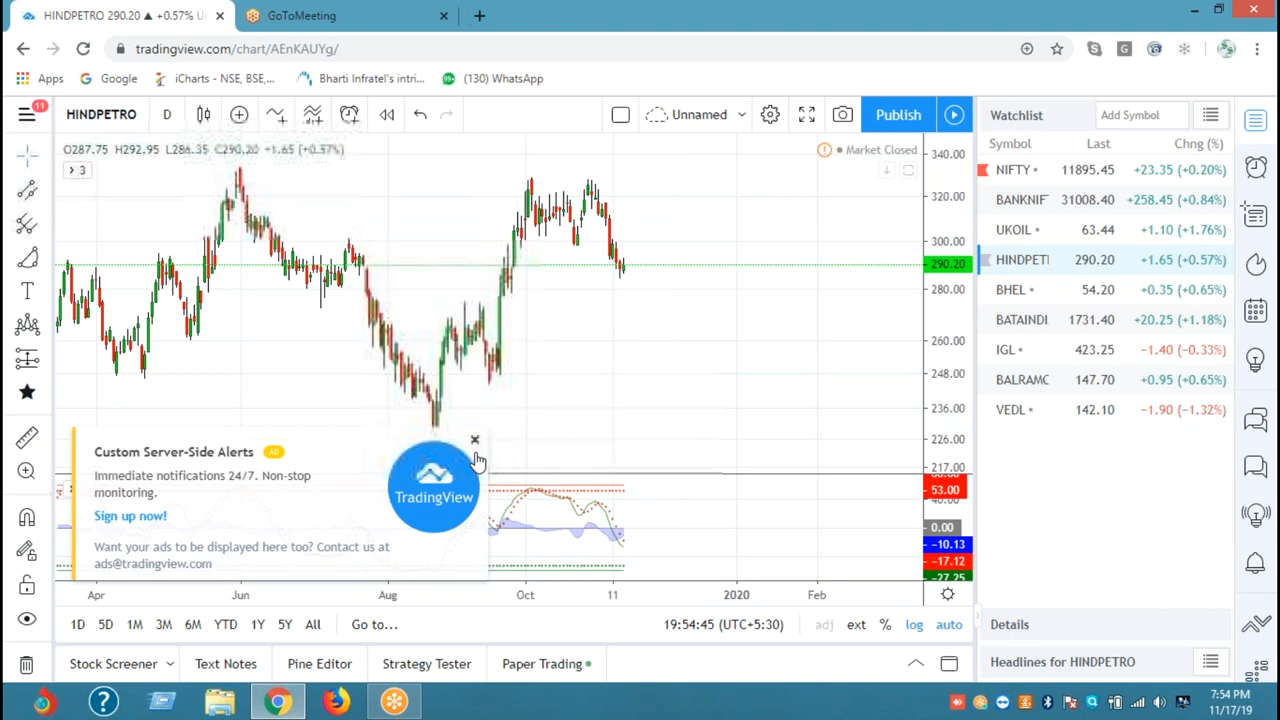 HINDPETRO 290.20 ▲ +0.57% U
GoToMeeting
tradingview.com/chart/AEnKAUYg/
Apps
Google
iCharts - NSE, BSE,...
Bharti Infratel's intri...
99+
(130) WhatsApp
11
HINDPETRO
D
Unnamed
Publish
Watchlist
Add Symbol
O287.75 H292.95 L286.35 C290.20 +1.65 (+0.57%)
Market Closed
3
Symbol Last Chng (%)
NIFTY 11895.45 +23.35 (+0.20%)
BANKNIF 31008.40 +258.45 (+0.84%)
UKOIL 63.44 +1.10 (+1.76%)
HINDPETI 290.20 +1.65 (+0.57%)
BHEL 54.20 +0.35 (+0.65%)
BATAINDI 1731.40 +20.25 (+1.18%)
IGL 423.25 −1.40 (−0.33%)
BALRAMC 147.70 +0.95 (+0.65%)
VEDL 142.10 −1.90 (−1.32%)
340.00
320.00
300.00
290.20
280.00
260.00
248.00
236.00
226.00
217.00
53.00
0.00
−10.13
−17.12
−27.25
Custom Server-Side Alerts AD
Immediate notifications 24/7. Non-stop
monitoring.
Sign up now!
Want your ads to be displayed here too? Contact us at
ads@tradingview.com
TradingView
Apr Jun Aug Oct 11 2020 Feb
1D 5D 1M 3M 6M YTD 1Y 5Y All Go to...
19:54:45 (UTC+5:30) adj ext % log auto
Details
Stock Screener Text Notes Pine Editor Strategy Tester Paper Trading
Headlines for HINDPETRO
7:54 PM
11/17/19